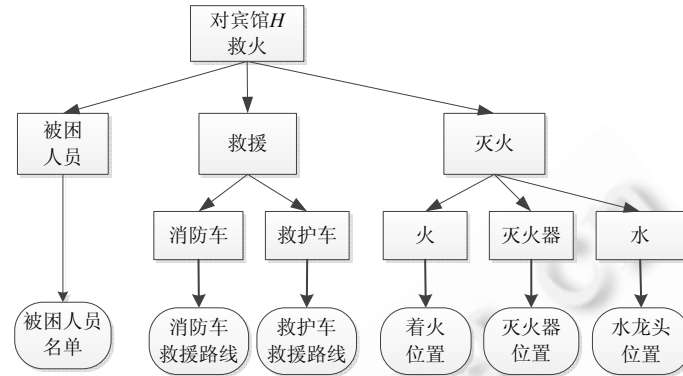 对宾馆H
救火
被困
人员
救援
灭火
消防车
救护车
火
灭火器
水
被困人员
名单
消防车
救援路线
救护车
救援路线
着火
位置
灭火器
位置
水龙头
位置